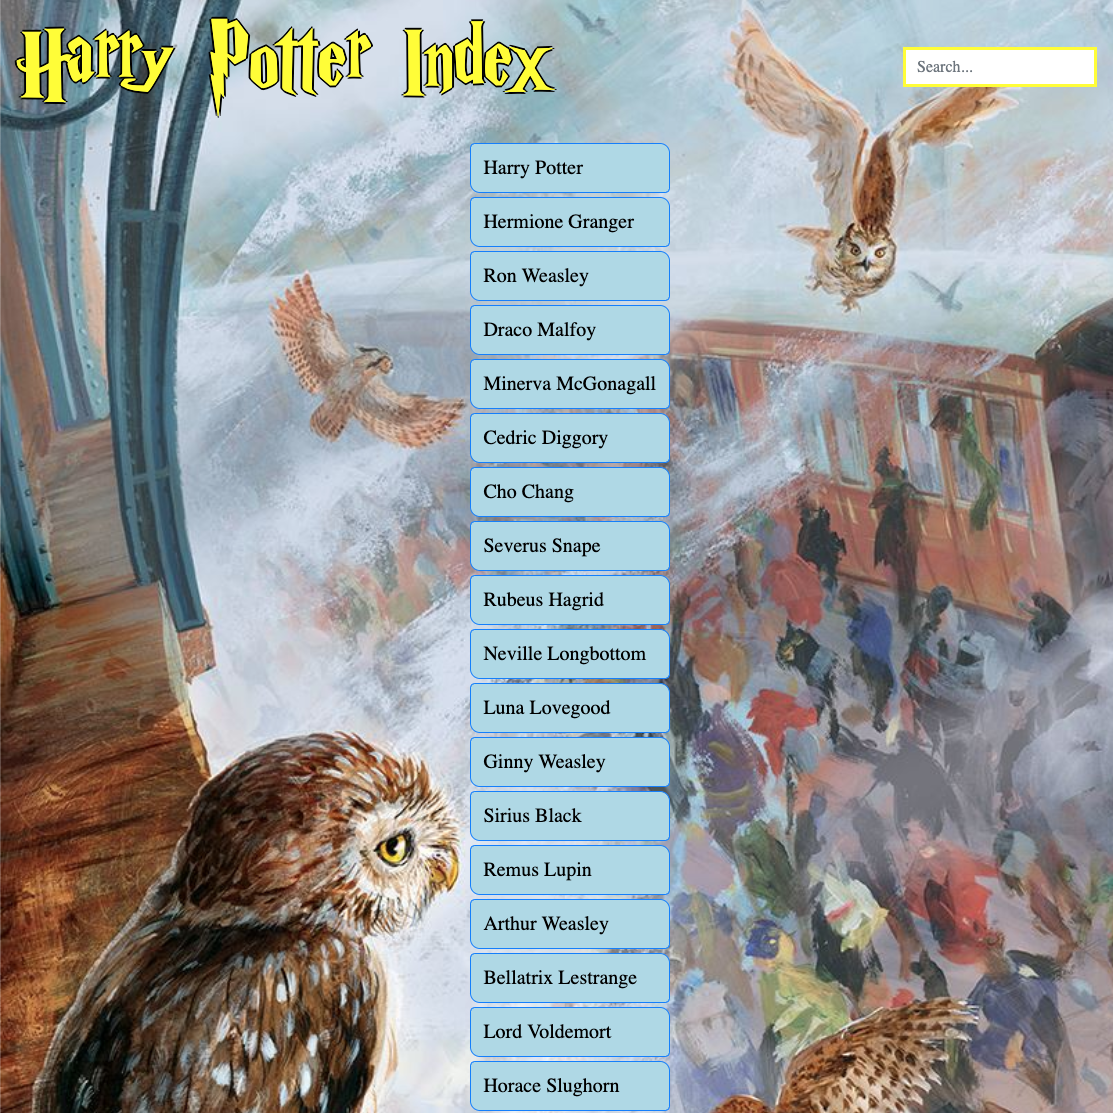 Harry Potter Index
Search...
Harry Potter
Hermione Granger
Ron Weasley
Draco Malfoy
Minerva McGonagall
Cedric Diggory
Cho Chang
Severus Snape
Rubeus Hagrid
Neville Longbottom
Luna Lovegood
Ginny Weasley
Sirius Black
Remus Lupin
Arthur Weasley
Bellatrix Lestrange
Lord Voldemort
Horace Slughorn